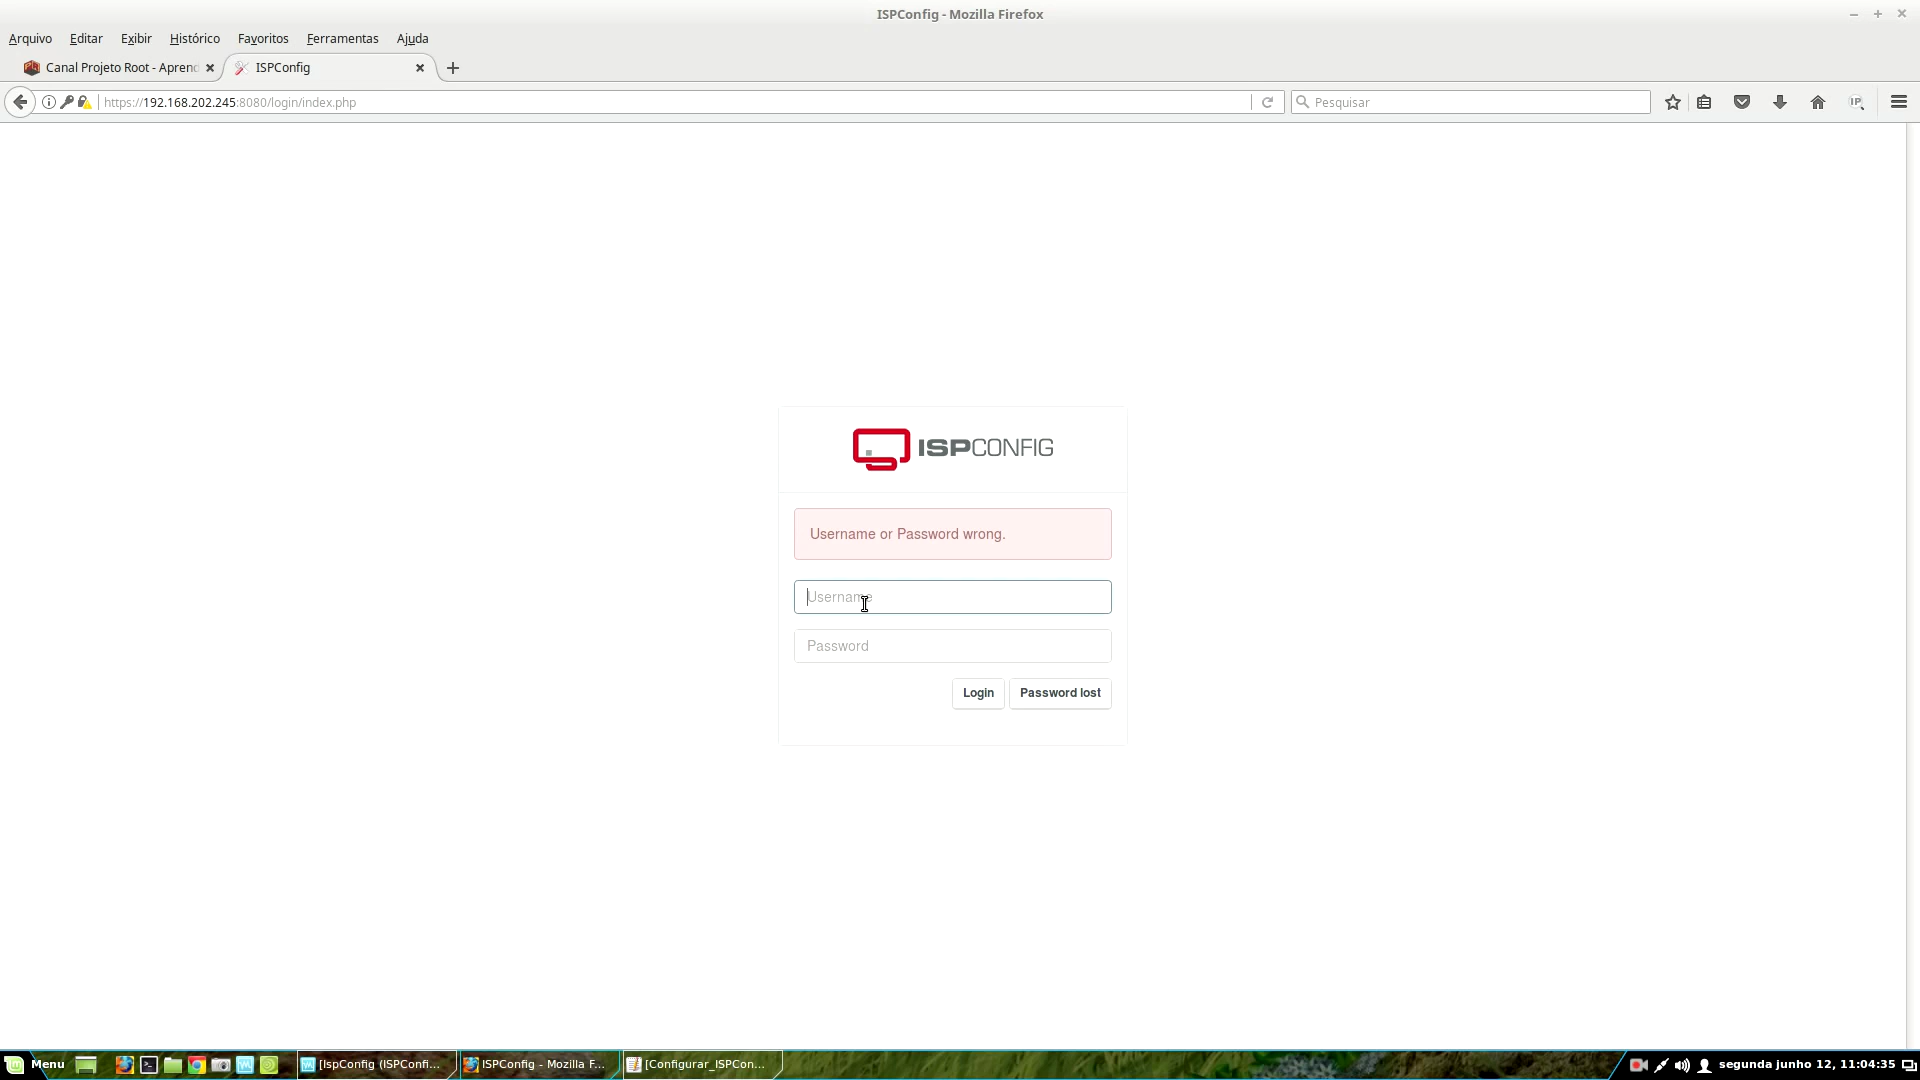 ISPConfig - Mozilla Firefox
Arquivo Editar Exibir Histórico Favoritos Ferramentas Ajuda
Canal Projeto Root - Aprend ISPConfig
https://192.168.202.245:8080/login/index.php Pesquisar
ISPCONFIG
Username or Password wrong.
Username
Password
Login Password lost
Menu [IspConfig (ISPConfi... ISPConfig - Mozilla F... [Configurar_ISPCon... segunda junho 12, 11:04:35